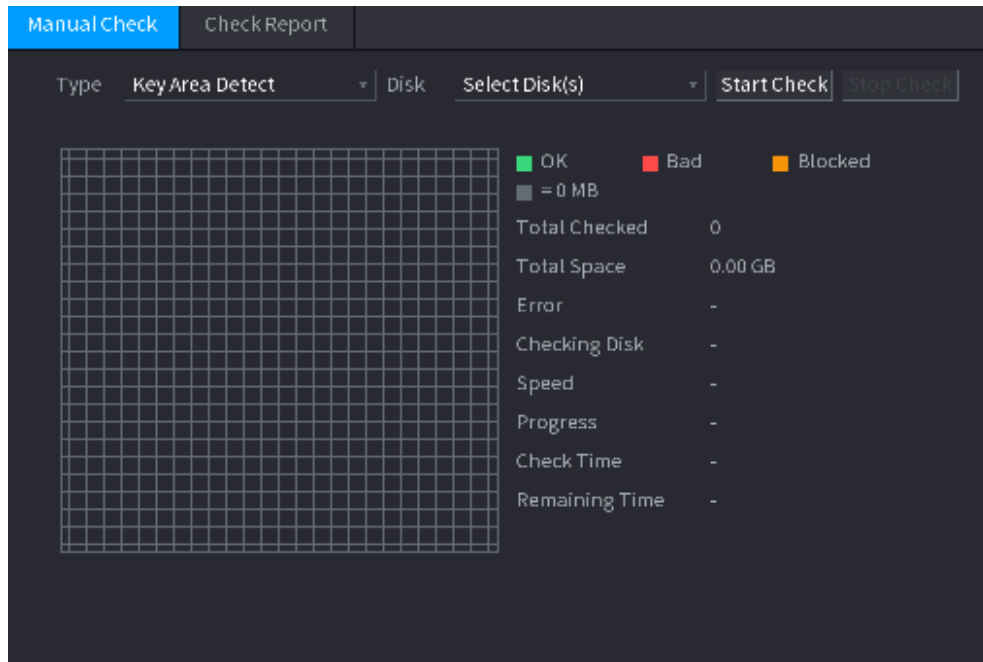 Manual Check Check Report
Type Key Area Detect Disk Select Disk(s) Start Check Stop Check
OK Bad Blocked
= 0 MB
Total Checked 0
Total Space 0.00 GB
Error -
Checking Disk -
Speed -
Progress -
Check Time -
Remaining Time -